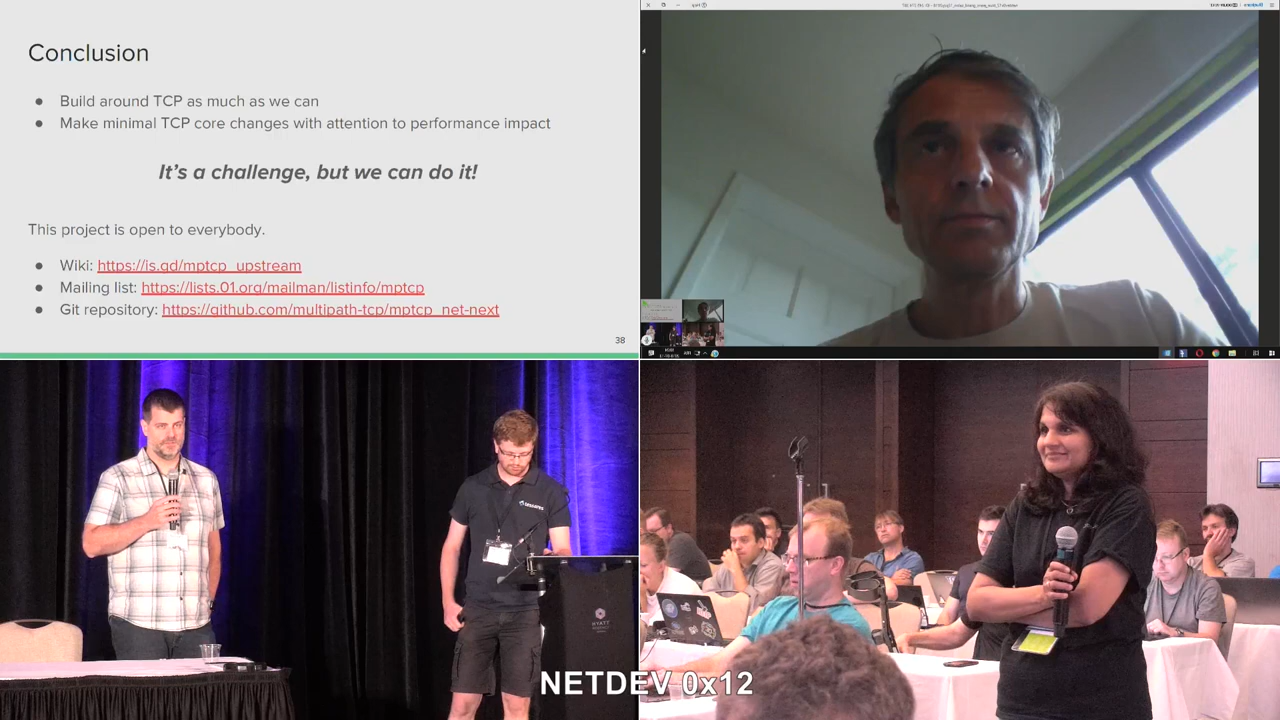 Conclusion
● Build around TCP as much as we can
● Make minimal TCP core changes with attention to performance impact
It's a challenge, but we can do it!
This project is open to everybody.
● Wiki: https://is.gd/mptcp_upstream
● Mailing list: https://lists.01.org/mailman/listinfo/mptcp
● Git repository: https://github.com/multipath-tcp/mptcp_net-next
38
tessares
HYATT
NETDEV 0x12